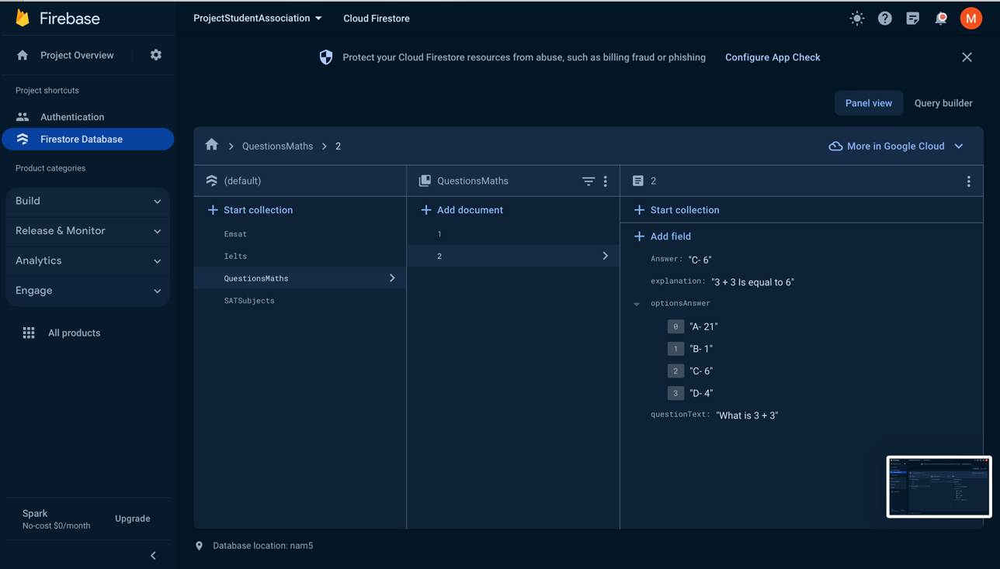 Firebase
ProjectStudentAssociation
Cloud Firestore
M
Project Overview
Protect your Cloud Firestore resources from abuse, such as billing fraud or phishing
Configure App Check
Project shortcuts
Authentication
Firestore Database
Product categories
Build
Release & Monitor
Analytics
Engage
All products
Spark
No-cost $0/month
Upgrade
Panel view
Query builder
QuestionsMaths
2
More in Google Cloud
(default)
Start collection
Emsat
Ielts
QuestionsMaths
SATSubjects
QuestionsMaths
Add document
1
2
2
Start collection
Add field
Answer: "C- 6"
explanation: "3 + 3 Is equal to 6"
optionsAnswer
0 "A- 21"
1 "B- 1"
2 "C- 6"
3 "D- 4"
questionText: "What is 3 + 3"
Database location: nam5